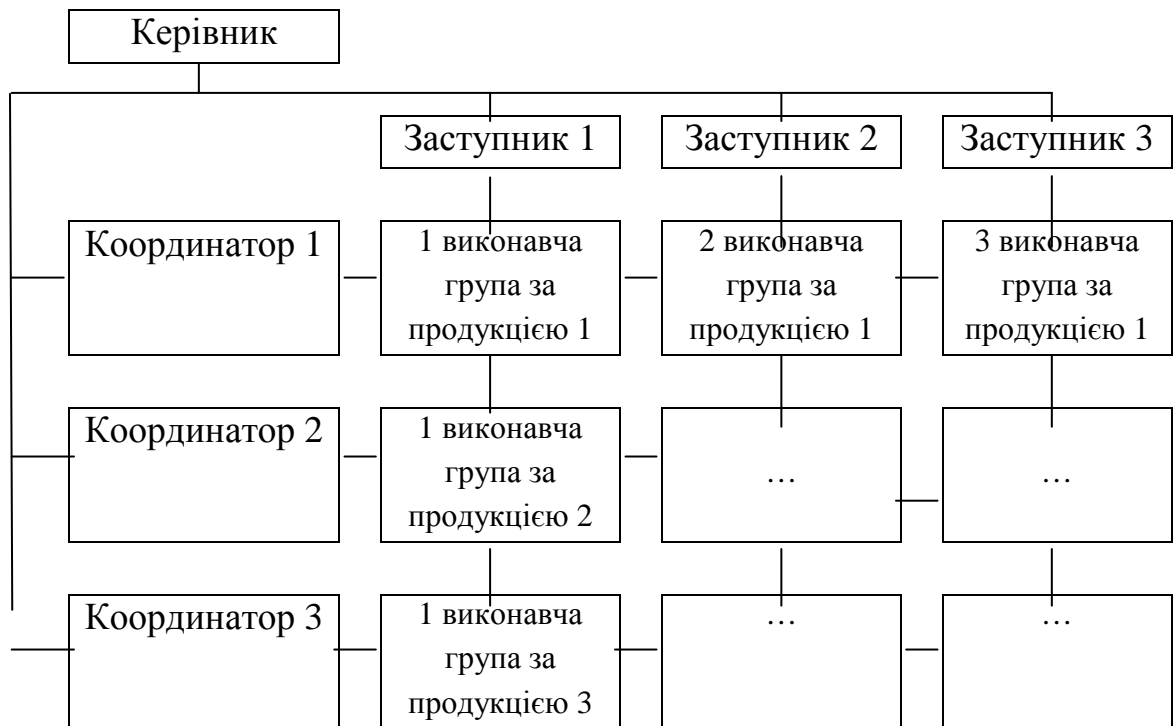 Керівник
Заступник 1
Заступник 2
Заступник 3
Координатор 1
1 виконавча
група за
продукцією 1
2 виконавча
група за
продукцією 1
3 виконавча
група за
продукцією 1
Координатор 2
1 виконавча
група за
продукцією 2
…
…
Координатор 3
1 виконавча
група за
продукцією 3
…
…